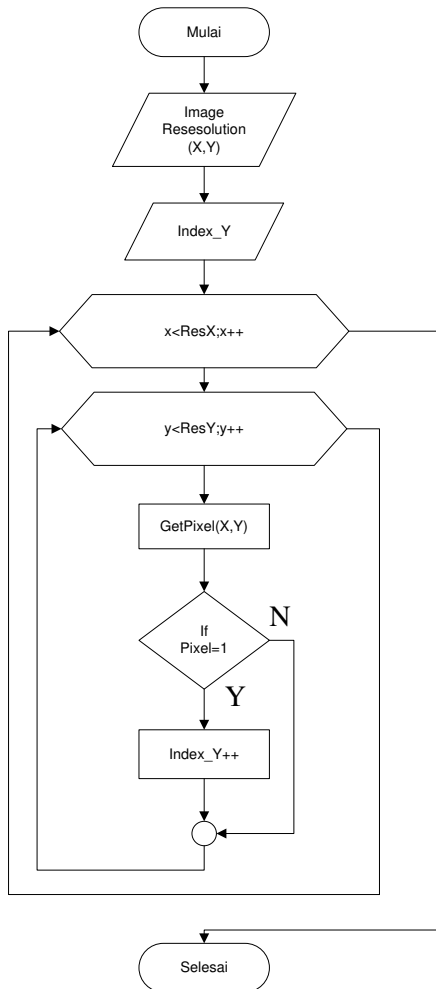 Mulai
Image
Resesolution
(X,Y)
Index_Y
x<ResX;x++
y<ResY;y++
GetPixel(X,Y)
If
Pixel=1
N
Y
Index_Y++
Selesai